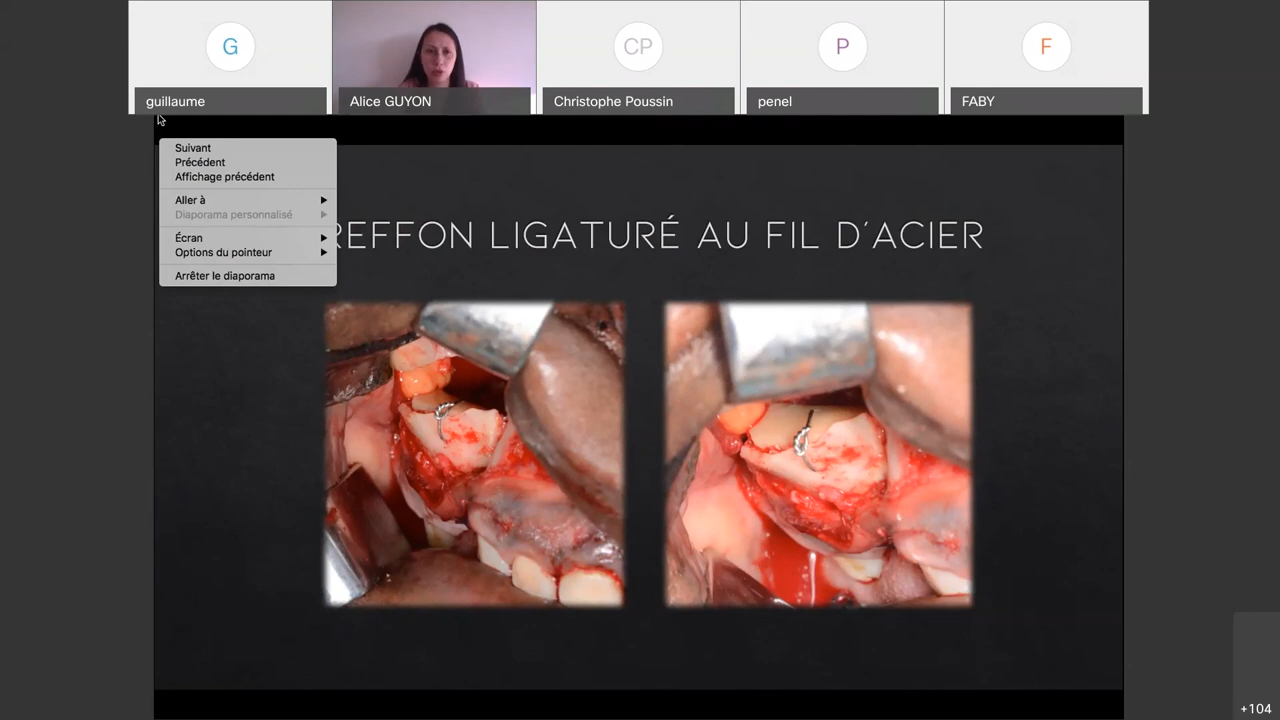 G
CP
P
F
guillaume
Alice GUYON
Christophe Poussin
penel
FABY
Suivant
Précédent
Affichage précédent
Aller à
Diaporama personnalisé
Écran
Options du pointeur
Arrêter le diaporama
REFFON LIGATURÉ AU FIL D'ACIER
+104